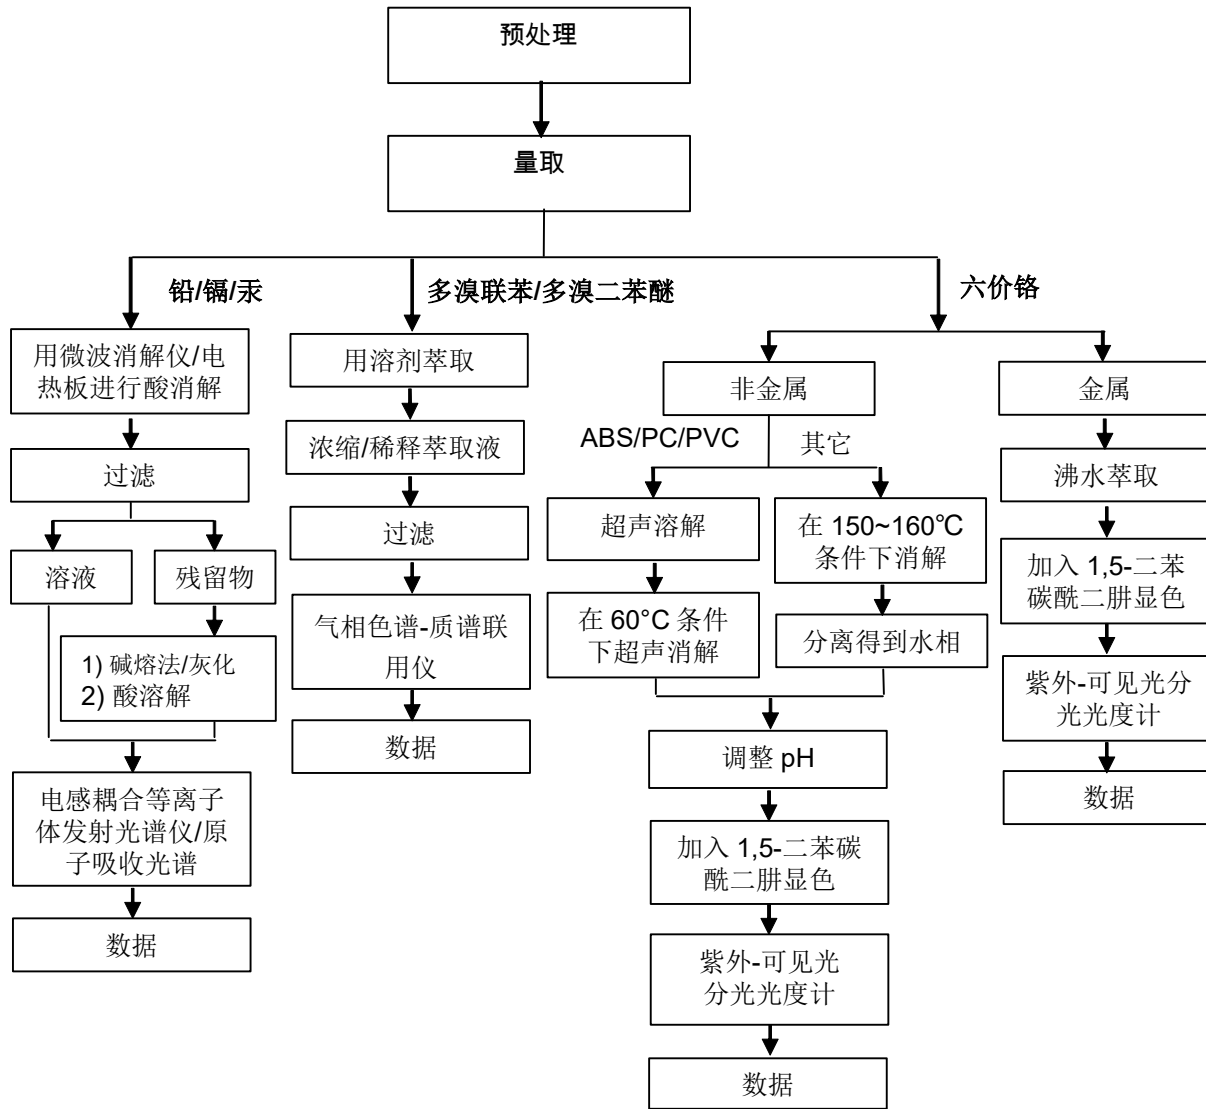 预处理
量取
铅/镉/汞
多溴联苯/多溴二苯醚
六价铬
用微波消解仪/电
热板进行酸消解
过滤
溶液
残留物
1) 碱熔法/灰化
2) 酸溶解
电感耦合等离子
体发射光谱仪/原
子吸收光谱
数据
用溶剂萃取
浓缩/稀释萃取液
过滤
气相色谱-质谱联
用仪
数据
非金属
ABS/PC/PVC
其它
超声溶解
在 60°C 条件
下超声消解
在 150~160℃
条件下消解
分离得到水相
调整 pH
加入 1,5-二苯碳
酰二肼显色
紫外-可见光
分光光度计
数据
金属
沸水萃取
加入 1,5-二苯
碳酰二肼显色
紫外-可见光分
光光度计
数据